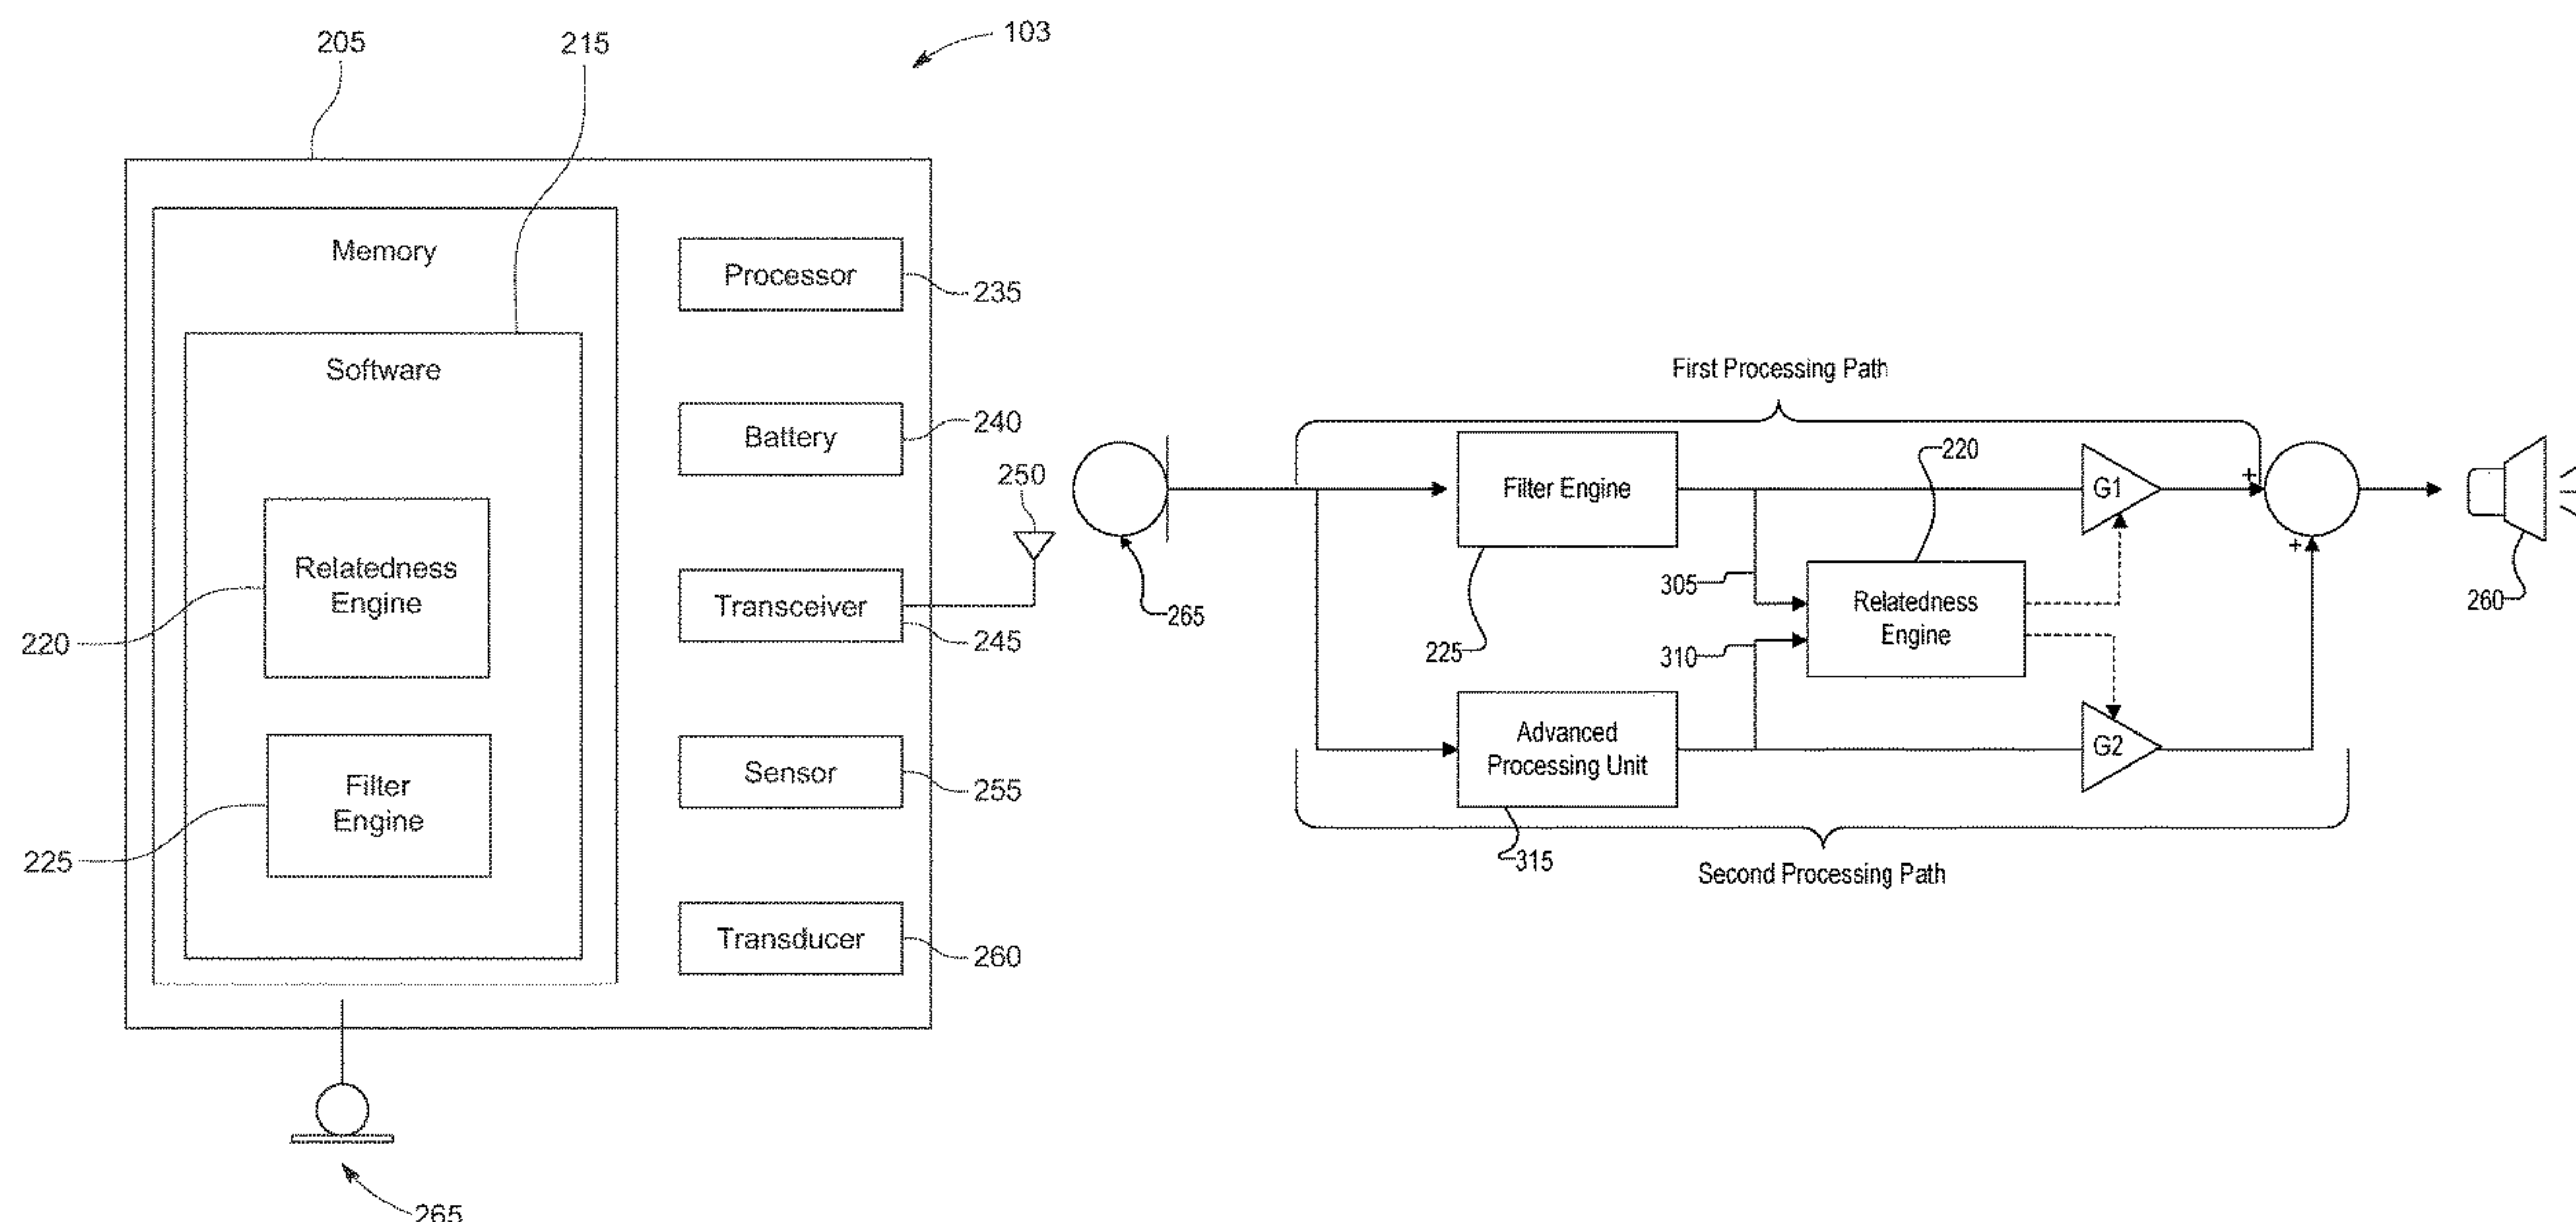 205
215
103
Memory
Software
Relatedness
Engine
220
Filter
Engine
225
Processor
235
Battery
240
250
Transceiver
245
Sensor
255
Transducer
260
265
First Processing Path
265
Filter Engine
225
305
310
220
Relatedness
Engine
G1
+
+
260
Advanced
Processing Unit
315
G2
Second Processing Path